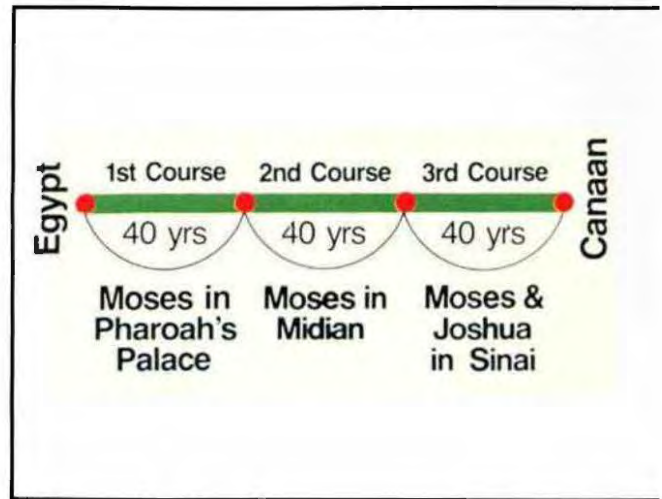 Egypt
1st Course 2nd Course 3rd Course
40 yrs 40 yrs 40 yrs
Moses in
Pharoah's
Palace
Moses in
Midian
Moses &
Joshua
in Sinai
Canaan